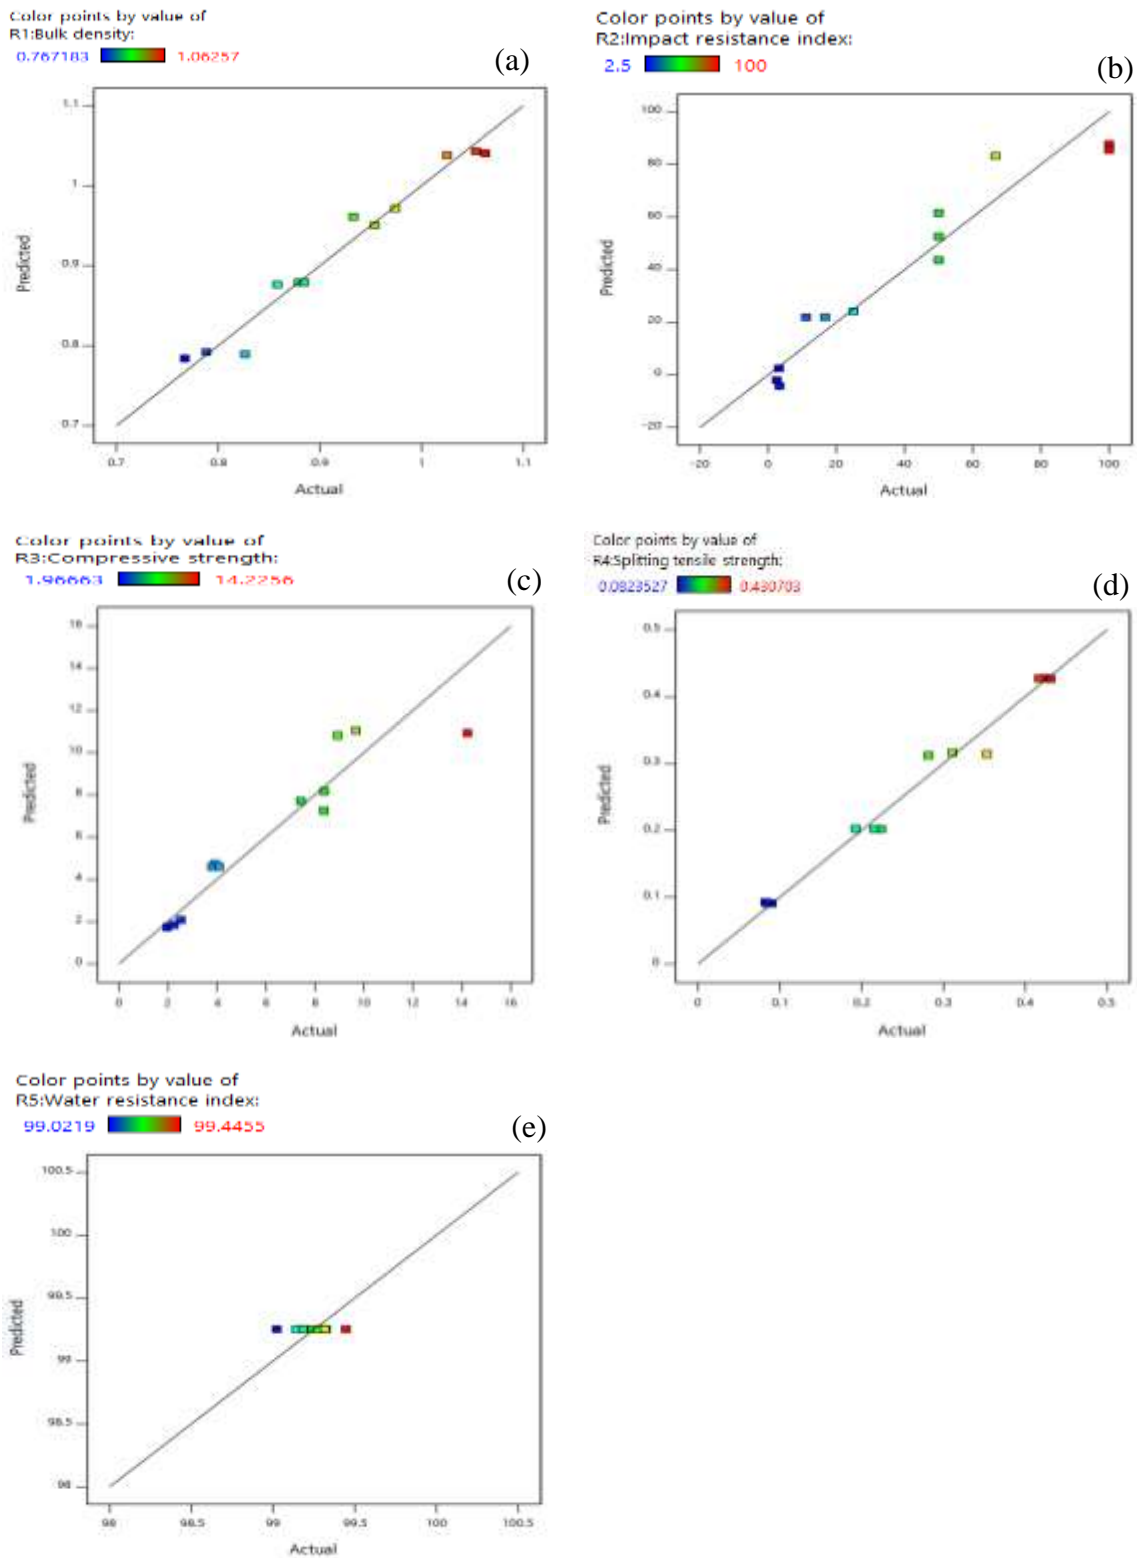 Color points by value of
R1:Bulk density:
0.767183 1.06257
(a)
1.1
1
0.9
0.8
0.7
Predicted
0.7 0.8 0.9 1 1.1
Actual
Color points by value of
R2:Impact resistance index:
2.5 100
(b)
100
80
60
40
20
0
-20
Predicted
-20 0 20 40 60 80 100
Actual
Color points by value of
R3:Compressive strength:
1.96663 14.2256
(c)
16
14
12
10
8
6
4
2
0
Predicted
0 2 4 6 8 10 12 14 16
Actual
Color points by value of
R4:Splitting tensile strength:
0.0823527 0.430703
(d)
0.5
0.4
0.3
0.2
0.1
0
Predicted
0 0.1 0.2 0.3 0.4 0.5
Actual
Color points by value of
R5:Water resistance index:
99.0219 99.4455
(e)
100.5
100
99.5
99
98.5
98
Predicted
98 98.5 99 99.5 100 100.5
Actual